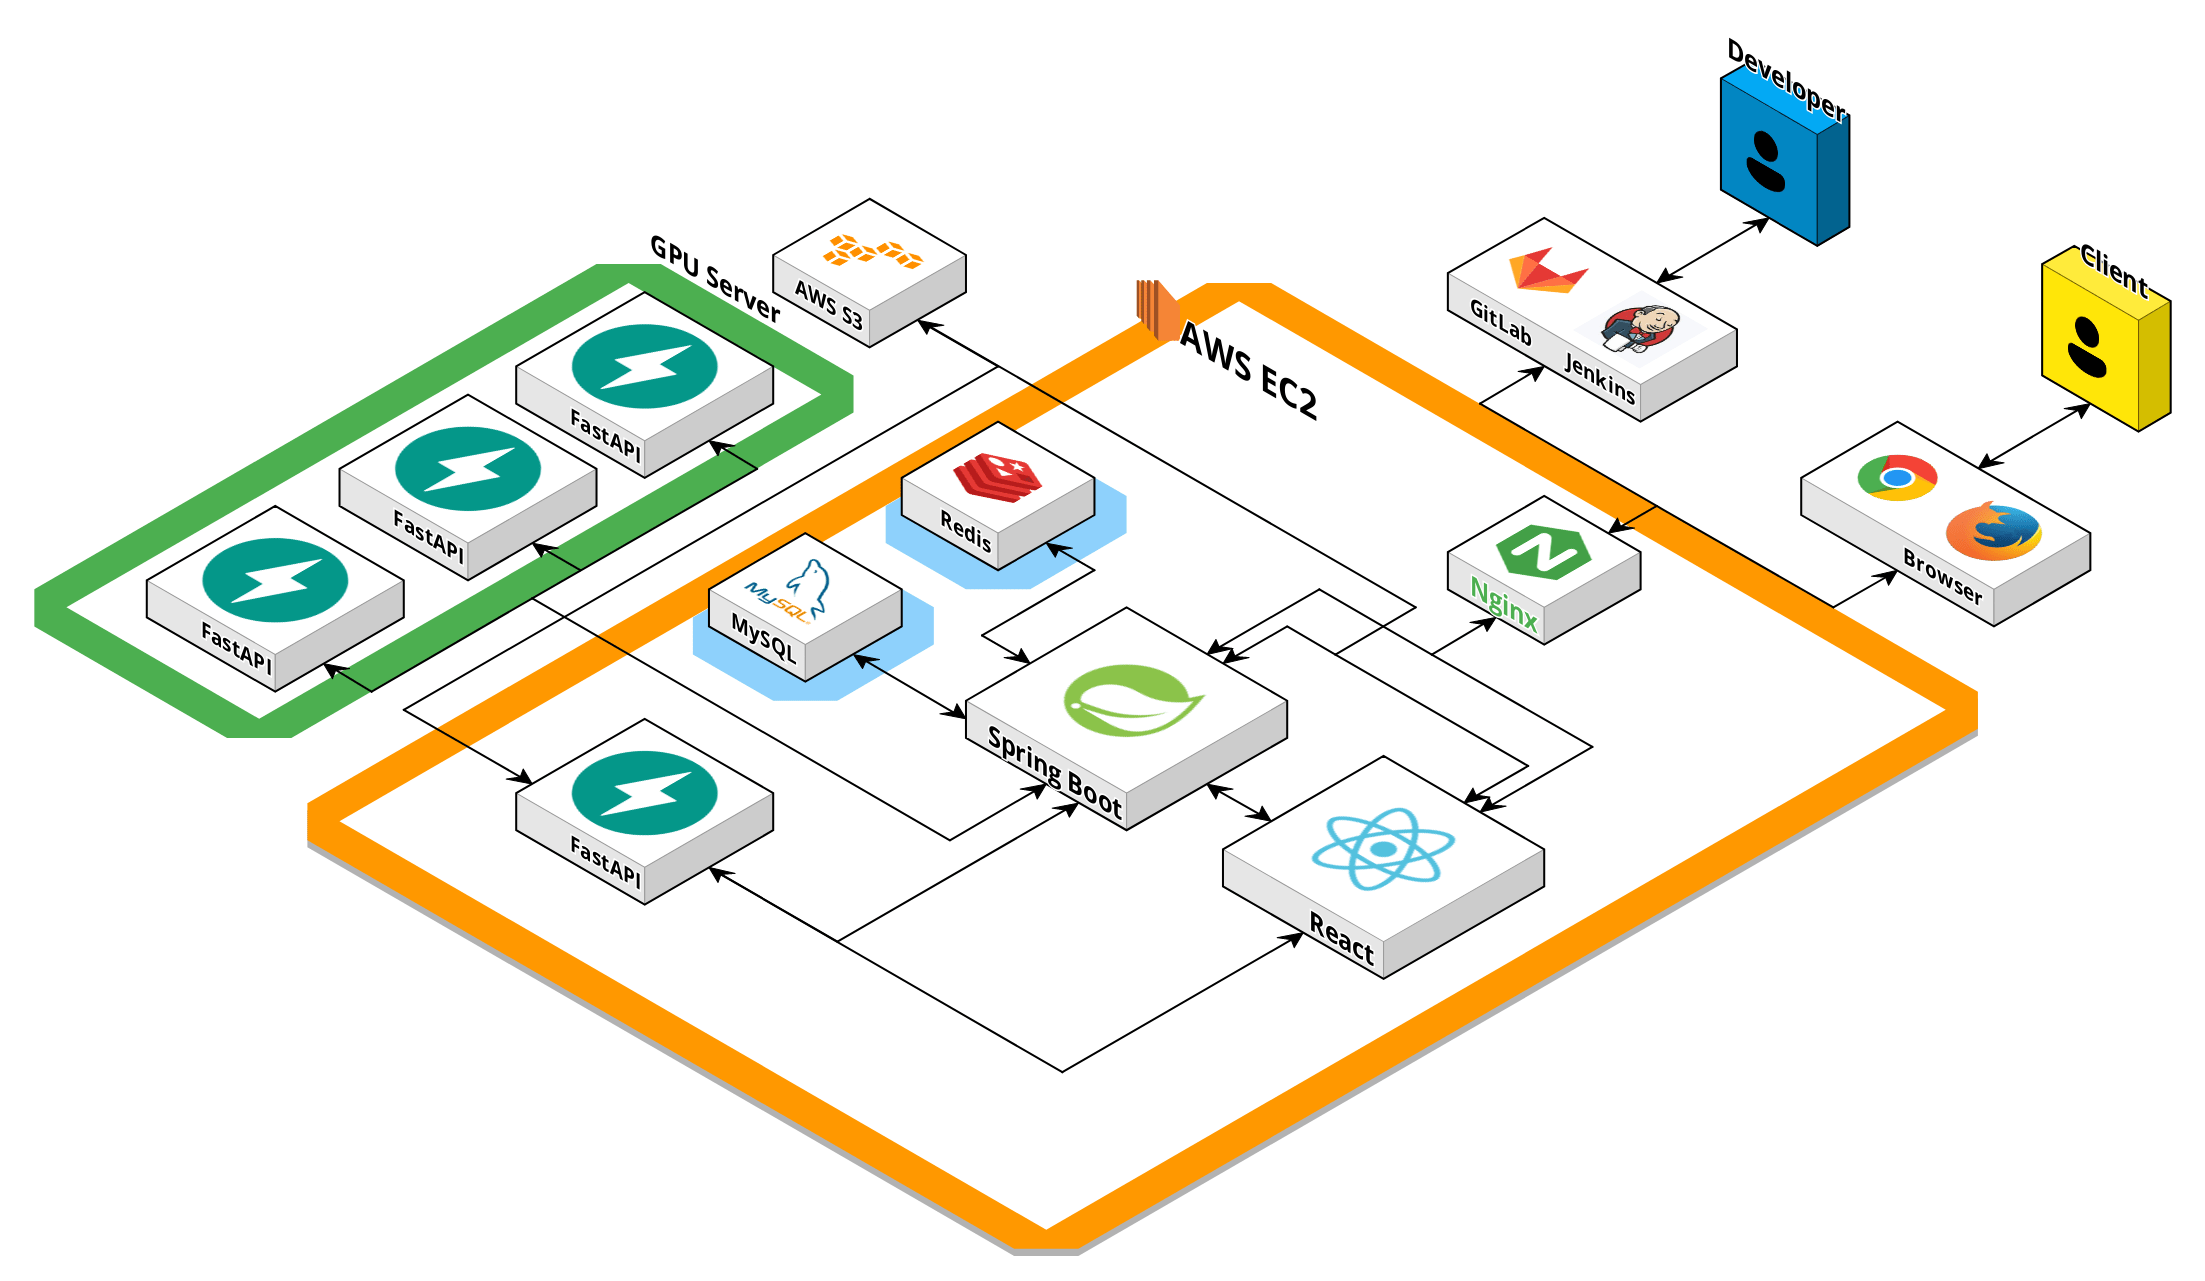 Developer
Client
GPU Server
AWS S3
AWS EC2
GitLab
Jenkins
FastAPI
FastAPI
FastAPI
Redis
Browser
MySQL
MySQL
Nginx
Spring Boot
FastAPI
React